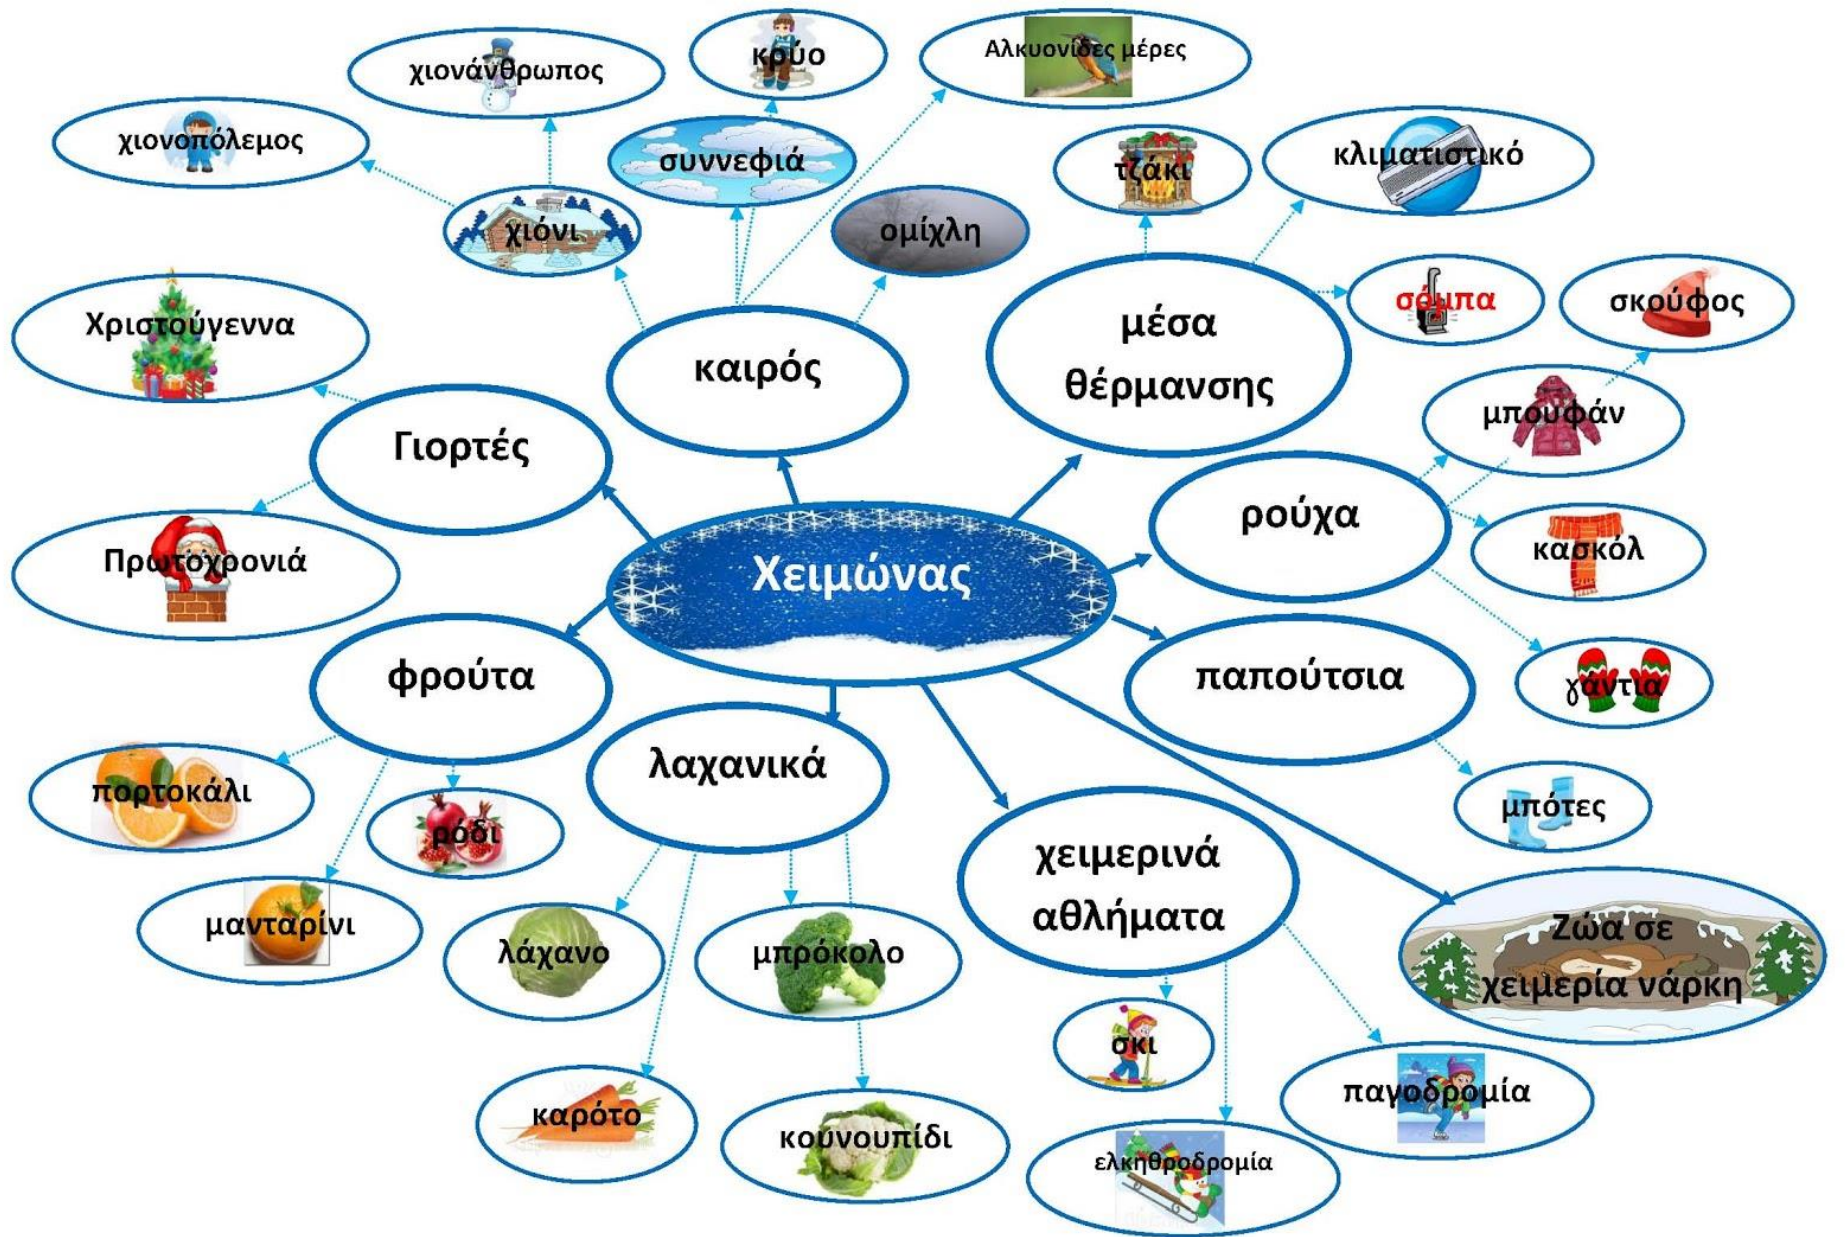 κρύο
Αλκυονίδες μέρες
χιονάνθρωπος
χιονοπόλεμος
συννεφιά
τζάκι
κλιματιστικό
χιόνι
ομίχλη
Χριστούγεννα
καιρός
μέσα
θέρμανσης
σόμπα
σκούφος
Γιορτές
μπουφάν
ρούχα
κασκόλ
Πρωτοχρονιά
Χειμώνας
φρούτα
παπούτσια
γάντια
πορτοκάλι
ρόδι
λαχανικά
μπότες
μανταρίνι
λάχανο
μπρόκολο
χειμερινά
αθλήματα
Ζώα σε
χειμερία νάρκη
καρότο
κουνουπίδι
σκι
ελκηθροδρομία
παγοδρομία